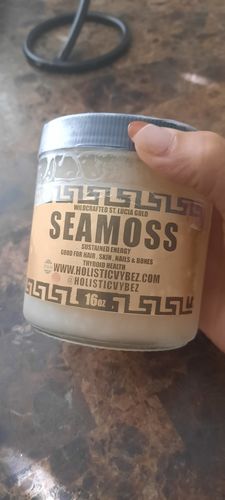 WILDCRAFTED ST. LUCIA GOLD
SEAMOSS
SUSTAINED ENERGY
GOOD FOR HAIR, SKIN, NAILS & BONES
THYROID HEALTH
WWW.HOLISTICVYBEZ.COM
@HOLISTICVYBEZ
16OZ